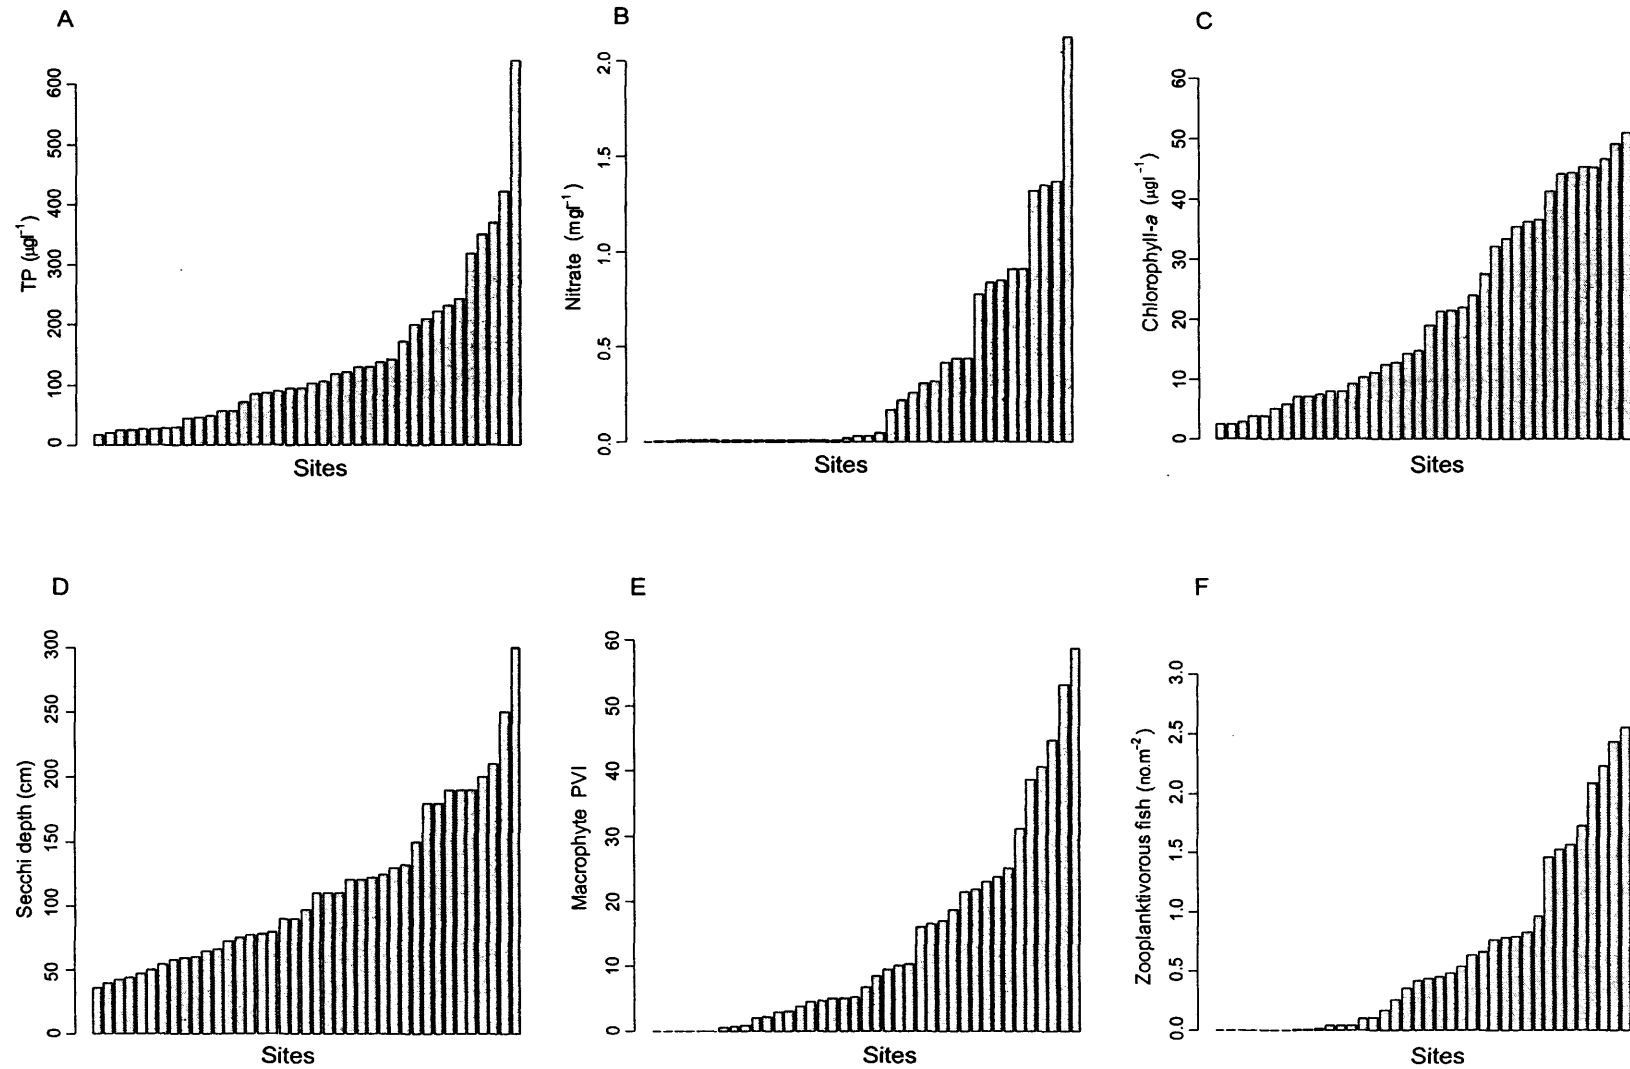 A
B
C
TP (µgl⁻¹)
0
100
200
300
400
500
600
Sites
Nitrate (mgl⁻¹)
0.0
0.5
1.0
1.5
2.0
Sites
Chlorophyll-a (µgl⁻¹)
0
10
20
30
40
50
60
Sites
D
E
F
Secchi depth (cm)
0
50
100
150
200
250
300
Sites
Macrophyte PVI
0
10
20
30
40
50
60
Sites
Zooplanktivorous fish (no.m⁻²)
0.0
0.5
1.0
1.5
2.0
2.5
3.0
Sites